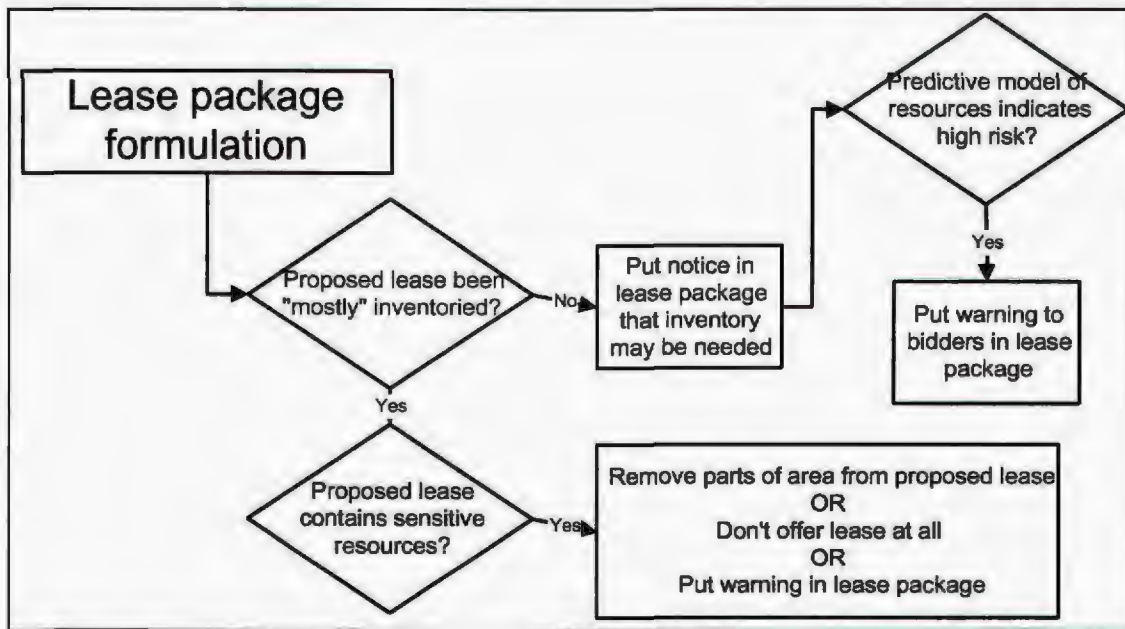 Lease package
formulation
Proposed lease been
"mostly" inventoried?
No
Put notice in
lease package
that inventory
may be needed
Predictive model of
resources indicates
high risk?
Yes
Put warning to
bidders in lease
package
Yes
Proposed lease
contains sensitive
resources?
Yes
Remove parts of area from proposed lease
OR
Don't offer lease at all
OR
Put warning in lease package